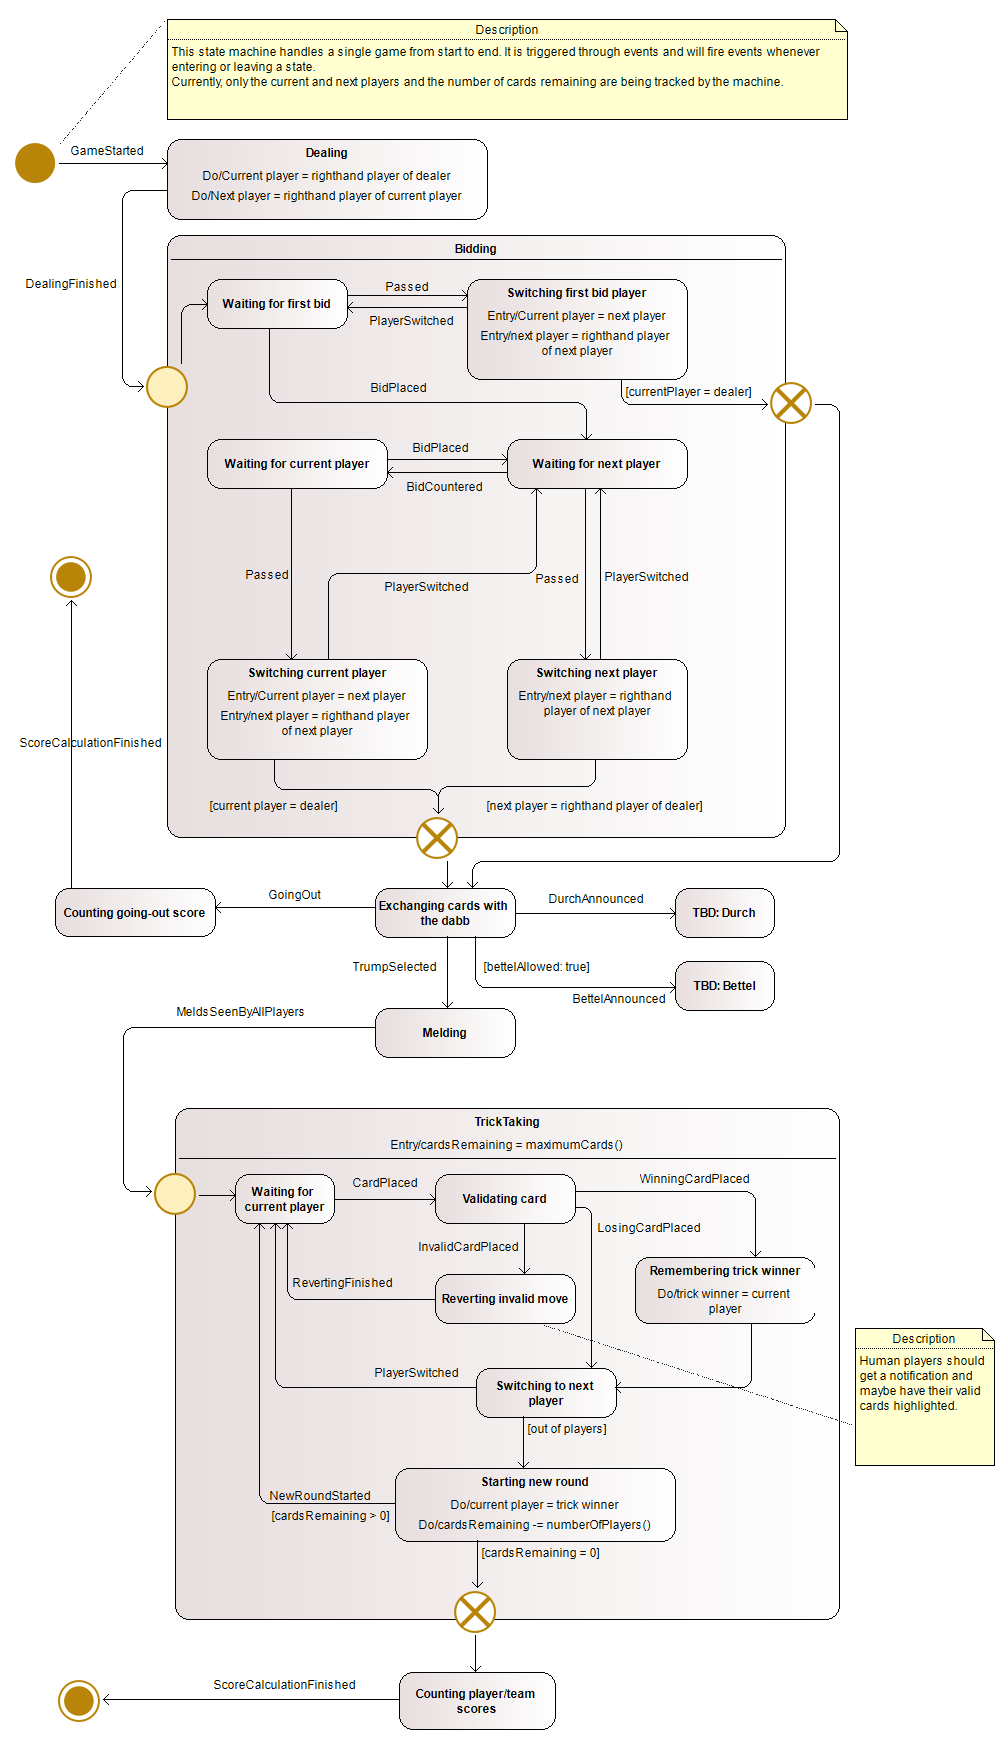 Description
This state machine handles a single game from start to end. It is triggered through events and will fire events whenever
entering or leaving a state.
Currently, only the current and next players and the number of cards remaining are being tracked by the machine.
GameStarted
Dealing
Do/Current player = righthand player of dealer
Do/Next player = righthand player of current player
DealingFinished
Bidding
Waiting for first bid
Passed
PlayerSwitched
Switching first bid player
Entry/Current player = next player
Entry/next player = righthand player
of next player
BidPlaced
[currentPlayer = dealer]
Waiting for current player
BidPlaced
BidCountered
Waiting for next player
Passed
PlayerSwitched
Passed
PlayerSwitched
Switching current player
Entry/Current player = next player
Entry/next player = righthand player
of next player
Switching next player
Entry/next player = righthand
player of next player
ScoreCalculationFinished
[current player = dealer]
[next player = righthand player of dealer]
Counting going-out score
GoingOut
Exchanging cards with
the dabb
DurchAnnounced
TBD: Durch
TrumpSelected
[bettelAllowed: true]
BettelAnnounced
TBD: Bettel
MeldsSeenByAllPlayers
Melding
TrickTaking
Entry/cardsRemaining = maximumCards()
Waiting for
current player
CardPlaced
Validating card
WinningCardPlaced
LosingCardPlaced
InvalidCardPlaced
RevertingFinished
Reverting invalid move
Remembering trick winner
Do/trick winner = current
player
Description
Human players should
get a notification and
maybe have their valid
cards highlighted.
PlayerSwitched
Switching to next
player
[out of players]
Starting new round
Do/current player = trick winner
Do/cardsRemaining -= numberOfPlayers()
NewRoundStarted
[cardsRemaining > 0]
[cardsRemaining = 0]
ScoreCalculationFinished
Counting player/team
scores